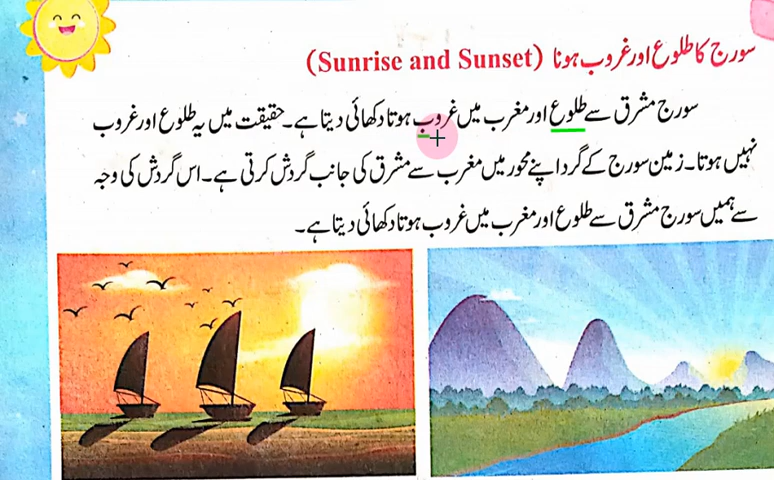 سورج کا طلوع اور غروب ہونا (Sunrise and Sunset)
سورج مشرق سے طلوع اور مغرب میں غروب ہوتا دکھائی دیتا ہے۔ حقیقت میں یہ طلوع اور غروب
نہیں ہوتا۔ زمین سورج کے گرد اپنے محور میں مغرب سے مشرق کی جانب گردش کرتی ہے۔ اس گردش کی وجہ
سے ہمیں سورج مشرق سے طلوع اور مغرب میں غروب ہوتا دکھائی دیتا ہے۔